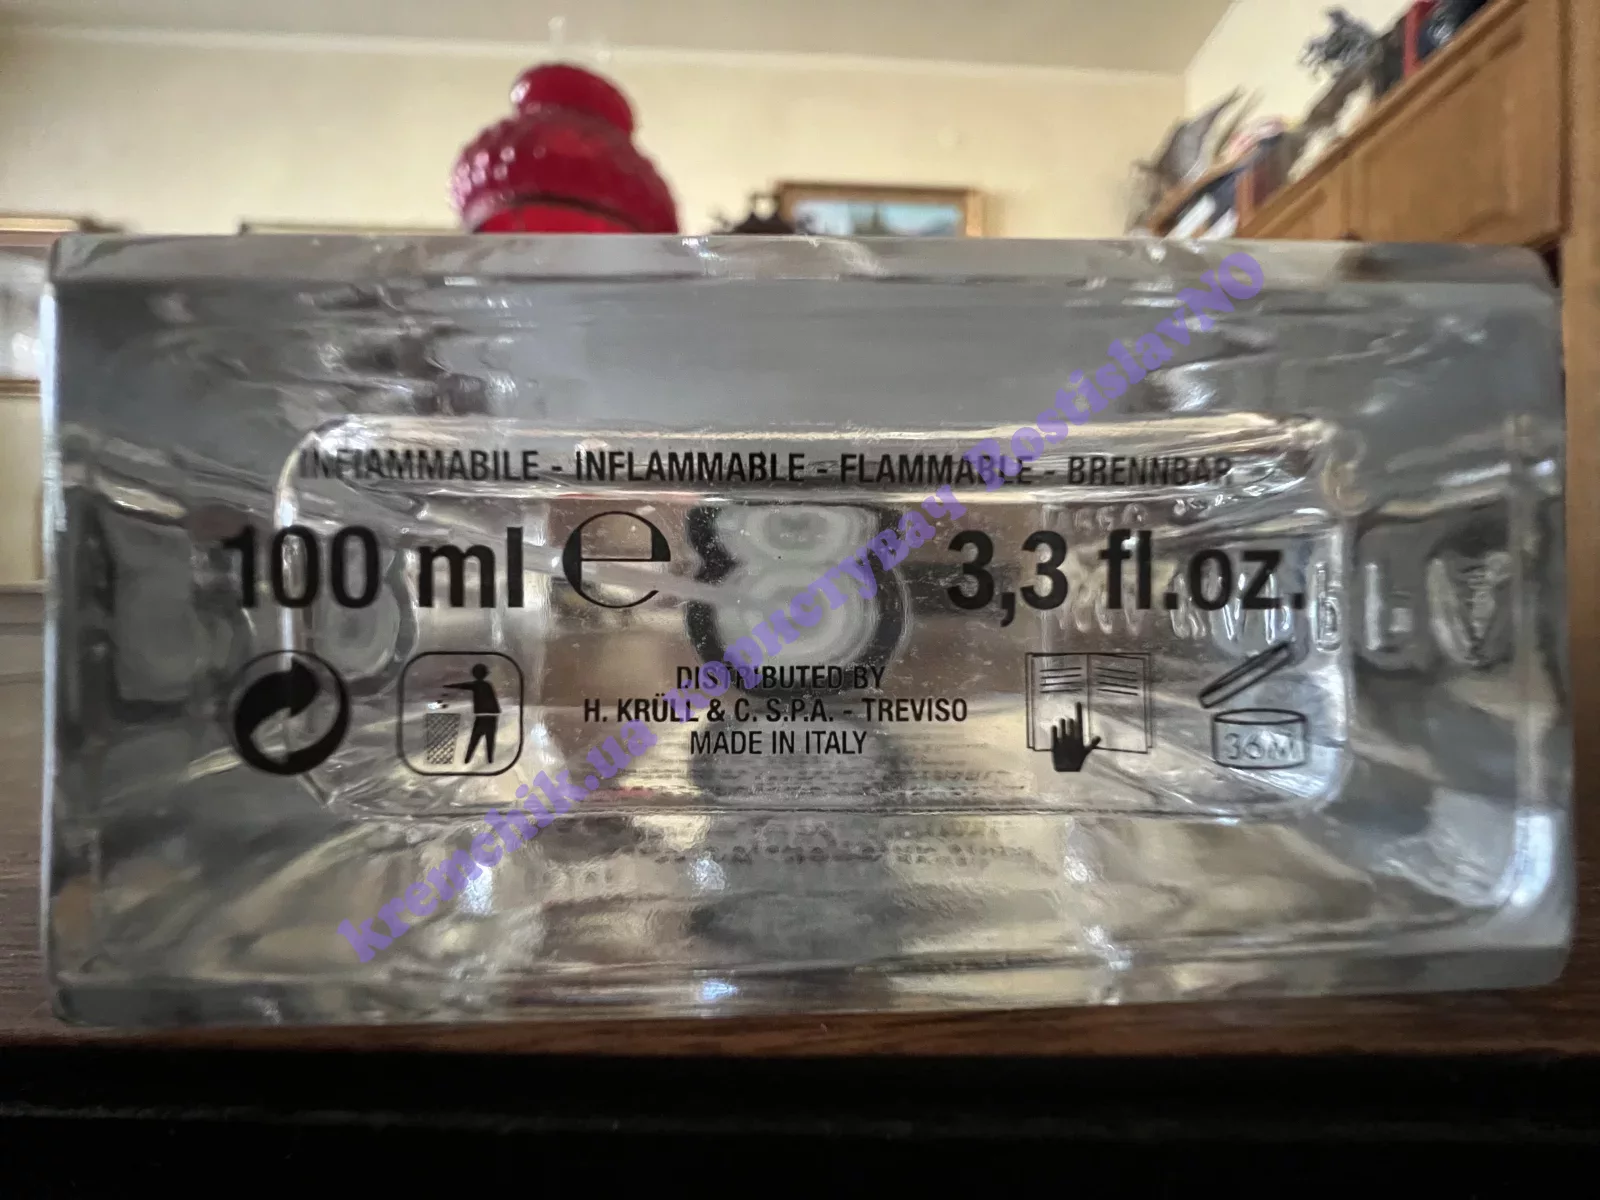 INFIAMMABILE - INFLAMMABLE - FLAMMABLE - BRENNBAR
100 ml e 3,3 fl.oz.
DISTRIBUTED BY
H. KRÜLL & C. S.P.A. - TREVISO
MADE IN ITALY
36M
kremchik.ua користувач RostislavNO